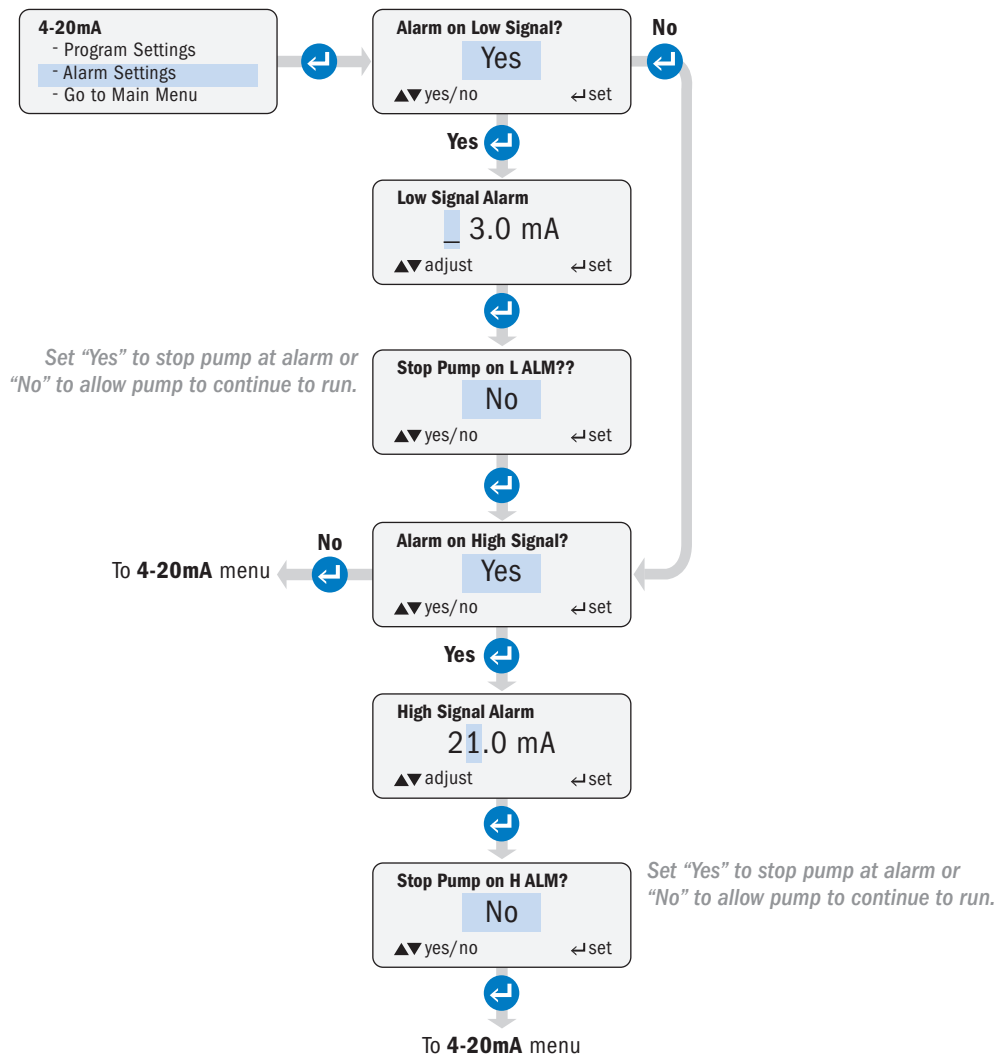 4-20mA
- Program Settings
- Alarm Settings
- Go to Main Menu
Alarm on Low Signal?
Yes
▲▼ yes/no ↵ set
No
Yes
Low Signal Alarm
_ 3.0 mA
▲▼ adjust ↵ set
Set “Yes” to stop pump at alarm or
“No” to allow pump to continue to run.
Stop Pump on L ALM??
No
▲▼ yes/no ↵ set
Alarm on High Signal?
Yes
▲▼ yes/no ↵ set
No
To 4-20mA menu
Yes
High Signal Alarm
21.0 mA
▲▼ adjust ↵ set
Stop Pump on H ALM?
No
▲▼ yes/no ↵ set
Set “Yes” to stop pump at alarm or
“No” to allow pump to continue to run.
To 4-20mA menu